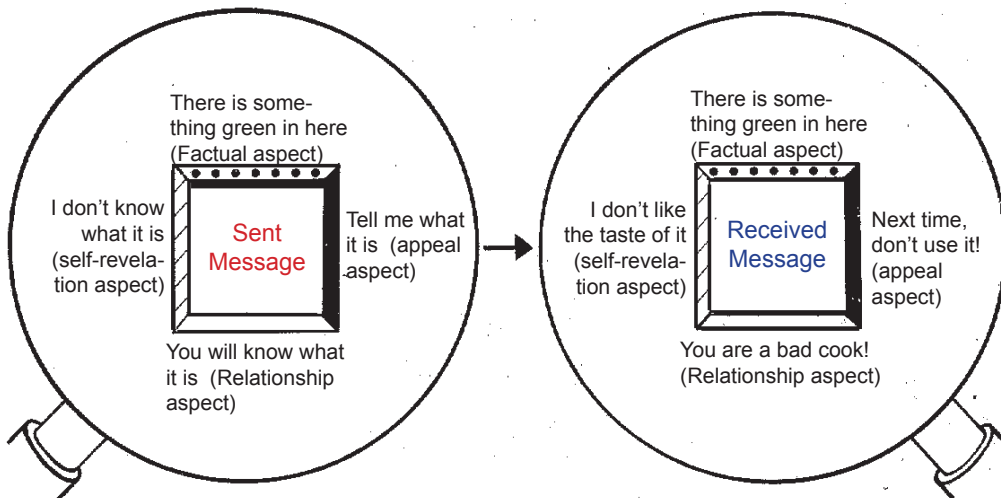 There is some-
thing green in here
(Factual aspect)
I don't know
what it is
(self-revela-
tion aspect)
Sent
Message
Tell me what
it is (appeal
aspect)
You will know what
it is (Relationship
aspect)
There is some-
thing green in here
(Factual aspect)
I don't like
the taste of it
(self-revela-
tion aspect)
Received
Message
Next time,
don't use it!
(appeal
aspect)
You are a bad cook!
(Relationship aspect)